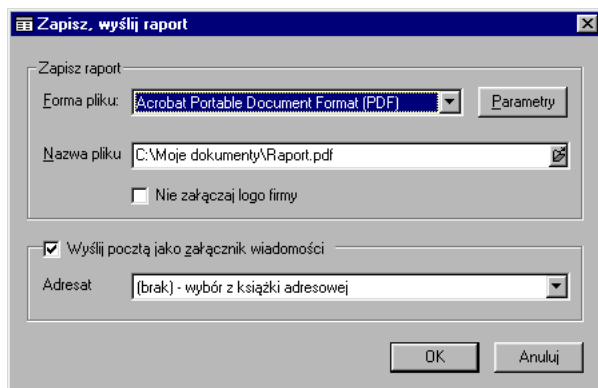 Zapisz, wyślij raport
Zapisz raport
Forma pliku: Acrobat Portable Document Format (PDF) Parametry
Nazwa pliku C:\Moje dokumenty\Raport.pdf
Nie załączaj logo firmy
Wyślij pocztą jako załącznik wiadomości
Adresat (brak) - wybór z książki adresowej
OK Anuluj